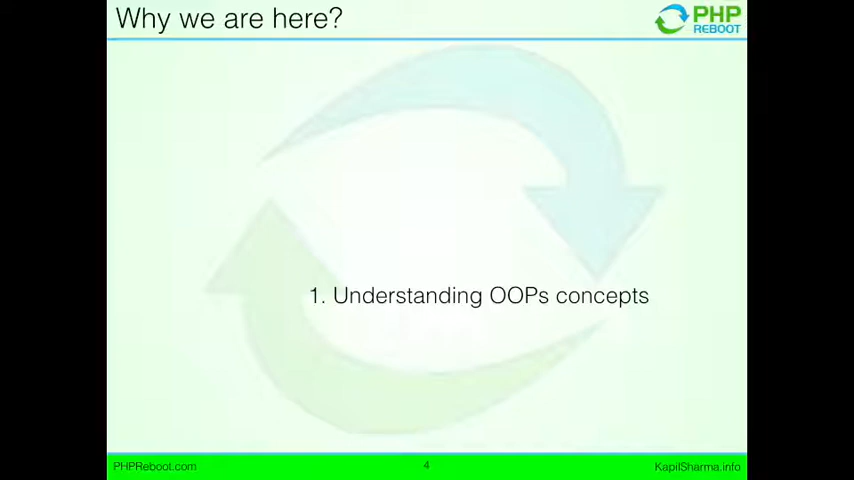 Why we are here?
PHP
REBOOT
1. Understanding OOPs concepts
PHPReboot.com
4
KapilSharma.info